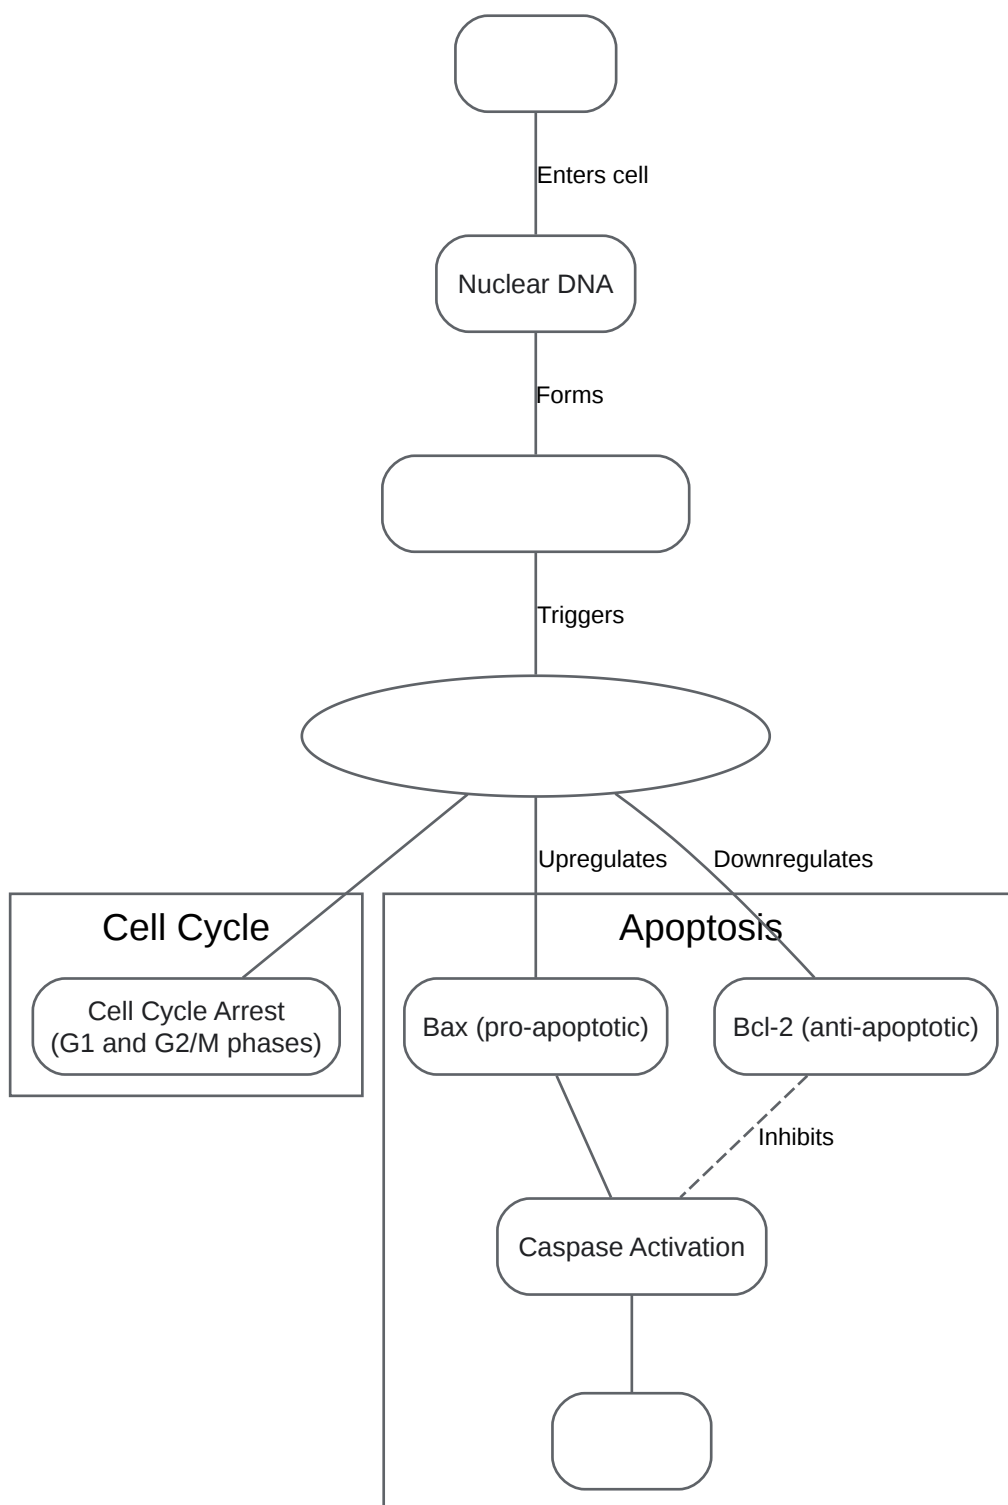 Enters cell
Nuclear DNA
Forms
Triggers
Upregulates
Downregulates
Cell Cycle
Apoptosis
Cell Cycle Arrest
(G1 and G2/M phases)
Bax (pro-apoptotic)
Bcl-2 (anti-apoptotic)
Inhibits
Caspase Activation